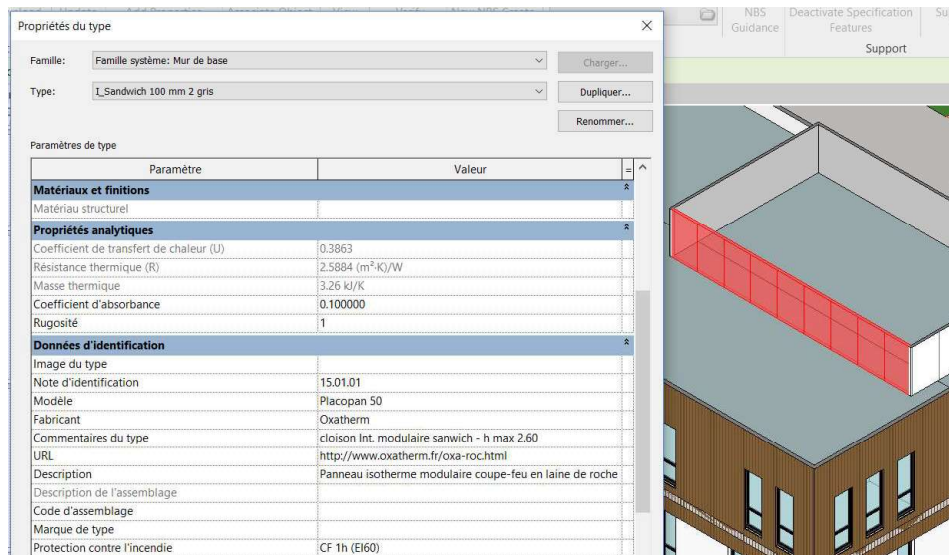 Propriétés du type
Famille: Famille système: Mur de base Charger...
Type: I_Sandwich 100 mm 2 gris Dupliquer...
Renommer...
Paramètres de type
Paramètre Valeur =
Matériaux et finitions
Matériau structurel
Propriétés analytiques
Coefficient de transfert de chaleur (U) 0.3863
Résistance thermique (R) 2.5884 (m²·K)/W
Masse thermique 3.26 kJ/K
Coefficient d'absorbance 0.100000
Rugosité 1
Données d'identification
Image du type
Note d'identification 15.01.01
Modèle Placopan 50
Fabricant Oxatherm
Commentaires du type cloison Int. modulaire sanwich - h max 2.60
URL http://www.oxatherm.fr/oxa-roc.html
Description Panneau isotherme modulaire coupe-feu en laine de roche
Description de l'assemblage
Code d'assemblage
Marque de type
Protection contre l'incendie CF 1h (EI60)
NBS Guidance
Deactivate Specification Features
Su
Support